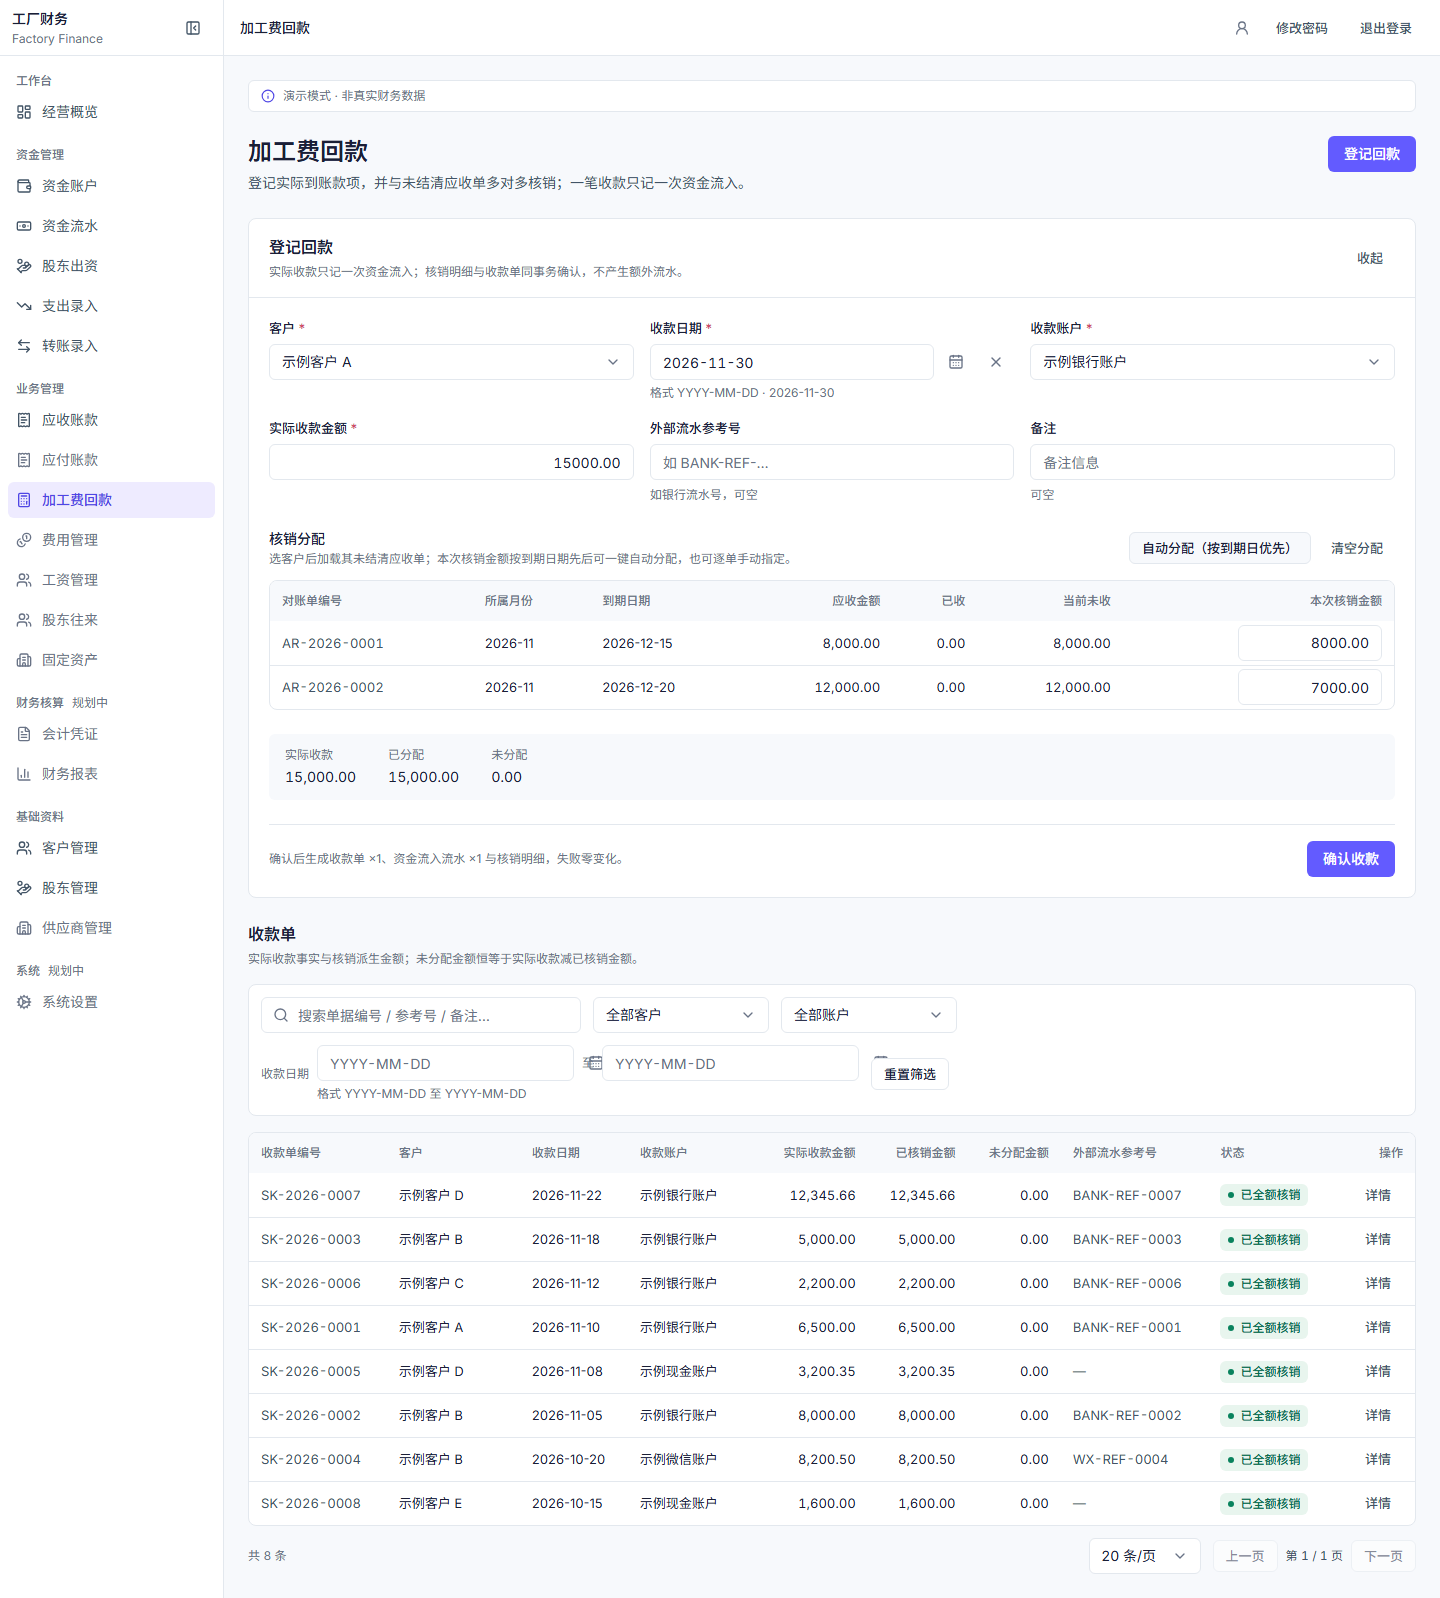 工厂财务
Factory Finance
加工费回款
修改密码
退出登录
工作台
经营概览
资金管理
资金账户
资金流水
股东出资
支出录入
转账录入
业务管理
应收账款
应付账款
加工费回款
费用管理
工资管理
股东往来
固定资产
财务核算 规划中
会计凭证
财务报表
基础资料
客户管理
股东管理
供应商管理
系统 规划中
系统设置
演示模式 · 非真实财务数据
加工费回款
登记实际到账款项，并与未结清应收单多对多核销；一笔收款只记一次资金流入。
登记回款
登记回款
实际收款只记一次资金流入；核销明细与收款单同事务确认，不产生额外流水。
收起
客户 * 收款日期 * 收款账户 *
示例客户 A 2026-11-30 示例银行账户
格式 YYYY-MM-DD · 2026-11-30
实际收款金额 * 外部流水参考号 备注
15000.00 如 BANK-REF-… 备注信息
如银行流水号，可空 可空
核销分配
选客户后加载其未结清应收单；本次核销金额按到期日期先后可一键自动分配，也可逐单手动指定。
自动分配（按到期日优先） 清空分配
对账单编号 所属月份 到期日期 应收金额 已收 当前未收 本次核销金额
AR-2026-0001 2026-11 2026-12-15 8,000.00 0.00 8,000.00 8000.00
AR-2026-0002 2026-11 2026-12-20 12,000.00 0.00 12,000.00 7000.00
实际收款 已分配 未分配
15,000.00 15,000.00 0.00
确认后生成收款单 ×1、资金流入流水 ×1 与核销明细，失败零变化。
确认收款
收款单
实际收款事实与核销派生金额；未分配金额恒等于实际收款减已核销金额。
搜索单据编号 / 参考号 / 备注… 全部客户 全部账户
收款日期 YYYY-MM-DD 至 YYYY-MM-DD 重置筛选
格式 YYYY-MM-DD 至 YYYY-MM-DD
收款单编号 客户 收款日期 收款账户 实际收款金额 已核销金额 未分配金额 外部流水参考号 状态 操作
SK-2026-0007 示例客户 D 2026-11-22 示例银行账户 12,345.66 12,345.66 0.00 BANK-REF-0007 已全额核销 详情
SK-2026-0003 示例客户 B 2026-11-18 示例银行账户 5,000.00 5,000.00 0.00 BANK-REF-0003 已全额核销 详情
SK-2026-0006 示例客户 C 2026-11-12 示例银行账户 2,200.00 2,200.00 0.00 BANK-REF-0006 已全额核销 详情
SK-2026-0001 示例客户 A 2026-11-10 示例银行账户 6,500.00 6,500.00 0.00 BANK-REF-0001 已全额核销 详情
SK-2026-0005 示例客户 D 2026-11-08 示例现金账户 3,200.35 3,200.35 0.00 — 已全额核销 详情
SK-2026-0002 示例客户 B 2026-11-05 示例银行账户 8,000.00 8,000.00 0.00 BANK-REF-0002 已全额核销 详情
SK-2026-0004 示例客户 B 2026-10-20 示例微信账户 8,200.50 8,200.50 0.00 WX-REF-0004 已全额核销 详情
SK-2026-0008 示例客户 E 2026-10-15 示例现金账户 1,600.00 1,600.00 0.00 — 已全额核销 详情
共 8 条
20 条/页 上一页 第 1 / 1 页 下一页